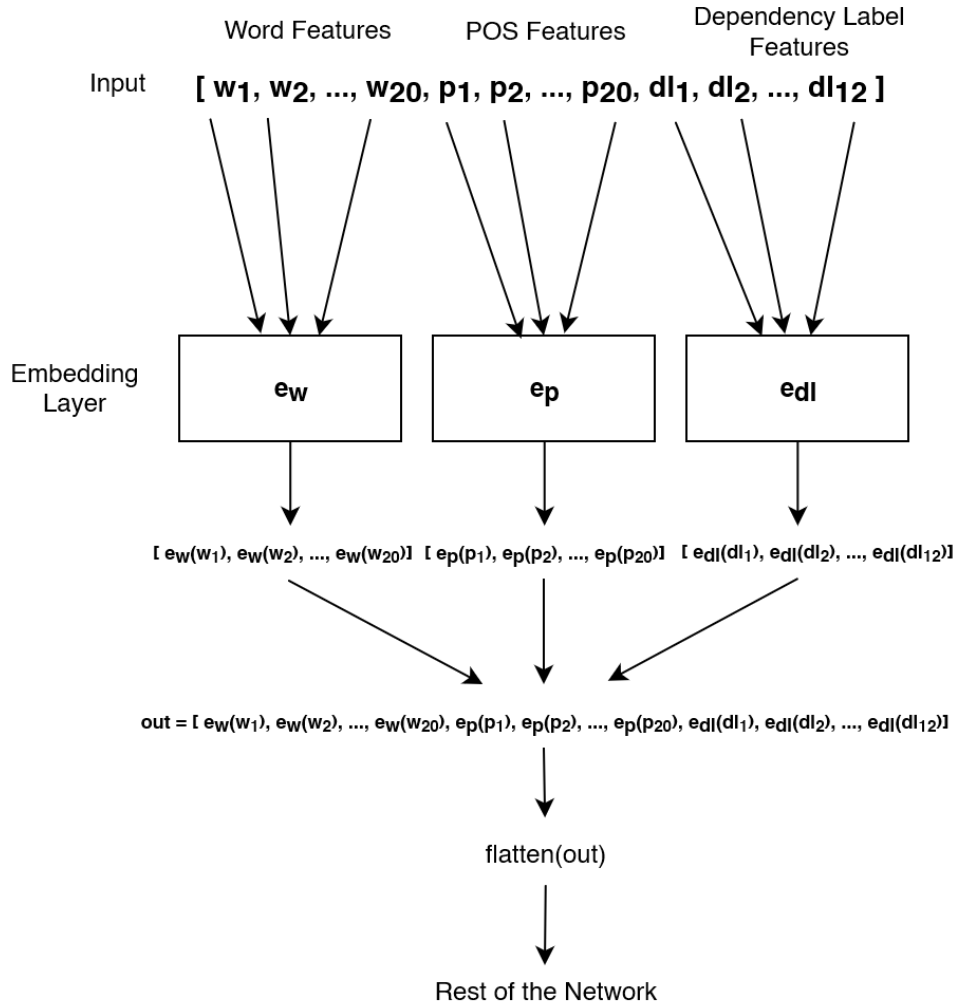 Word Features
POS Features
Dependency Label
Features
Input
[ w1, w2, ..., w20, p1, p2, ..., p20, dl1, dl2, ..., dl12 ]
Embedding
Layer
ew
ep
edl
[ ew(w1), ew(w2), ..., ew(w20)]
[ ep(p1), ep(p2), ..., ep(p20)]
[ edl(dl1), edl(dl2), ..., edl(dl12)]
out = [ ew(w1), ew(w2), ..., ew(w20), ep(p1), ep(p2), ..., ep(p20), edl(dl1), edl(dl2), ..., edl(dl12)]
flatten(out)
Rest of the Network